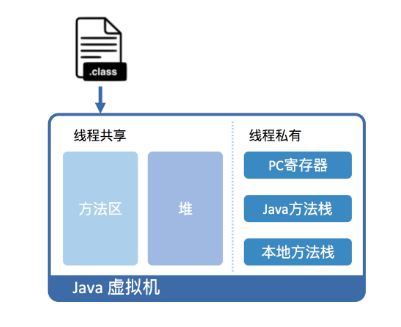 .class
线程共享
线程私有
方法区
堆
PC寄存器
Java方法栈
本地方法栈
Java 虚拟机